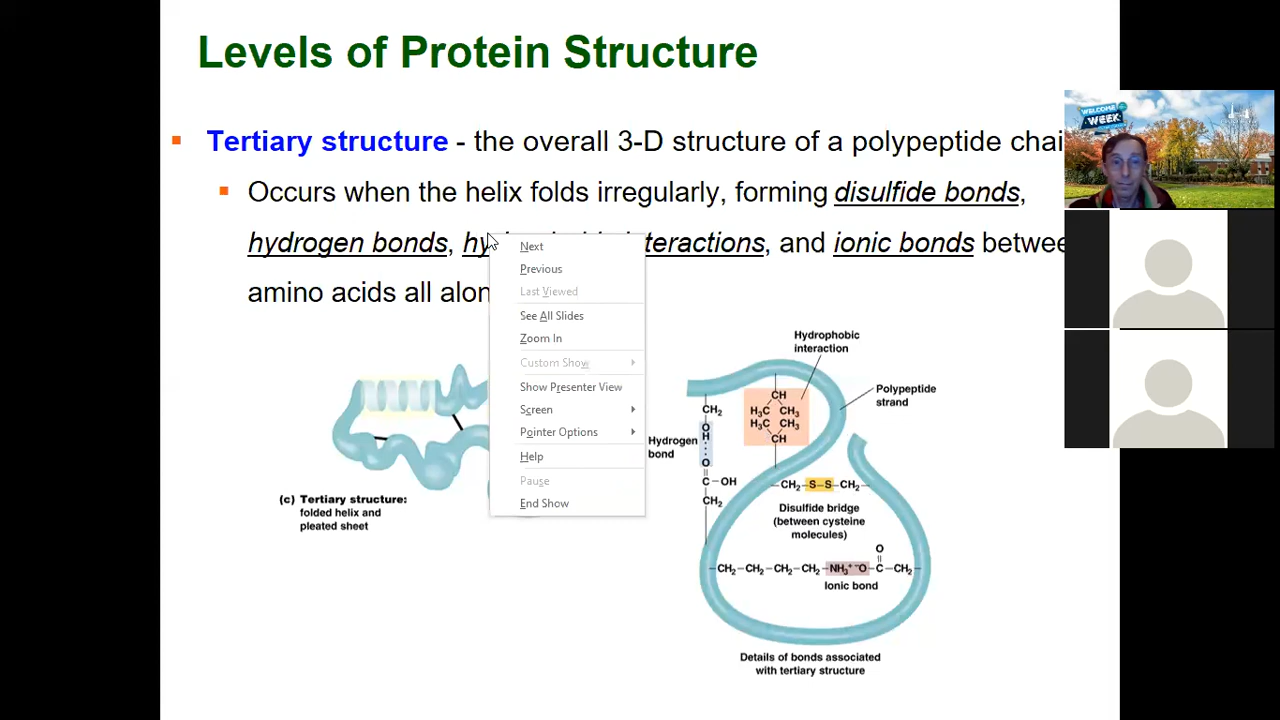 Levels of Protein Structure
WELCOME
WEEK
Tertiary structure - the overall 3-D structure of a polypeptide chai
Occurs when the helix folds irregularly, forming disulfide bonds,
hydrogen bonds, hy teractions, and ionic bonds betwee
amino acids all alon
Next
Previous
Last Viewed
See All Slides
Zoom In
Custom Show
Show Presenter View
Screen
Pointer Options
Help
Pause
End Show
(c) Tertiary structure:
folded helix and
pleated sheet
Hydrophobic
interaction
Polypeptide
strand
Hydrogen
bond
CH₂
O
H
O
C–OH
CH₂
CH
H₃C CH₃
H₃C CH₃
CH
–CH₂–S–S–CH₂–
Disulfide bridge
(between cysteine
molecules)
O
–CH₂–CH₂–CH₂–CH₂–NH₃⁺ ⁻O–C–CH₂–
Ionic bond
Details of bonds associated
with tertiary structure